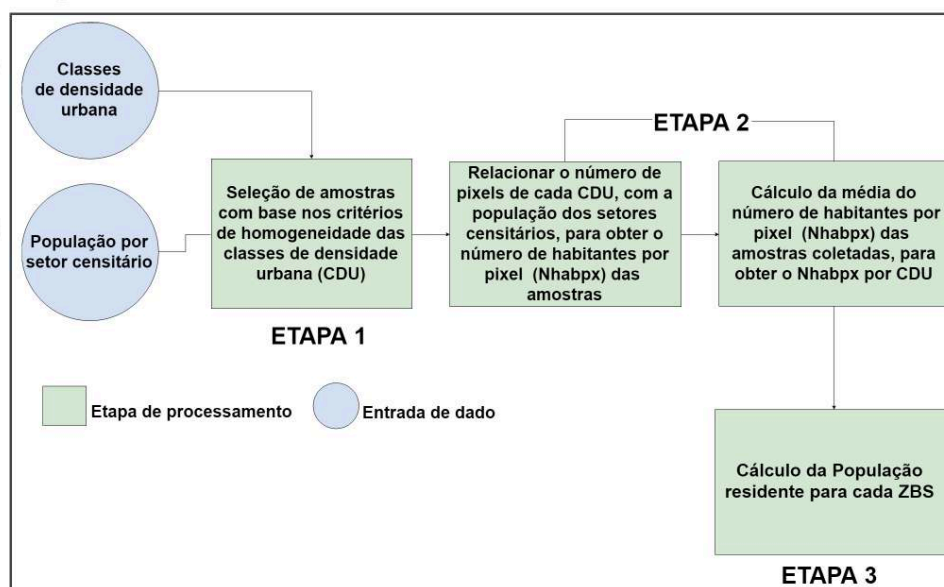 Classes
de densidade
urbana
População por
setor censitário
Seleção de amostras
com base nos critérios
de homogeneidade das
classes de densidade
urbana (CDU)
ETAPA 1
ETAPA 2
Relacionar o número de
pixels de cada CDU, com a
população dos setores
censitários, para obter o
número de habitantes por
pixel (Nhabpx) das
amostras
Cálculo da média do
número de habitantes por
pixel (Nhabpx) das
amostras coletadas, para
obter o Nhabpx por CDU
Etapa de processamento
Entrada de dado
Cálculo da População
residente para cada ZBS
ETAPA 3